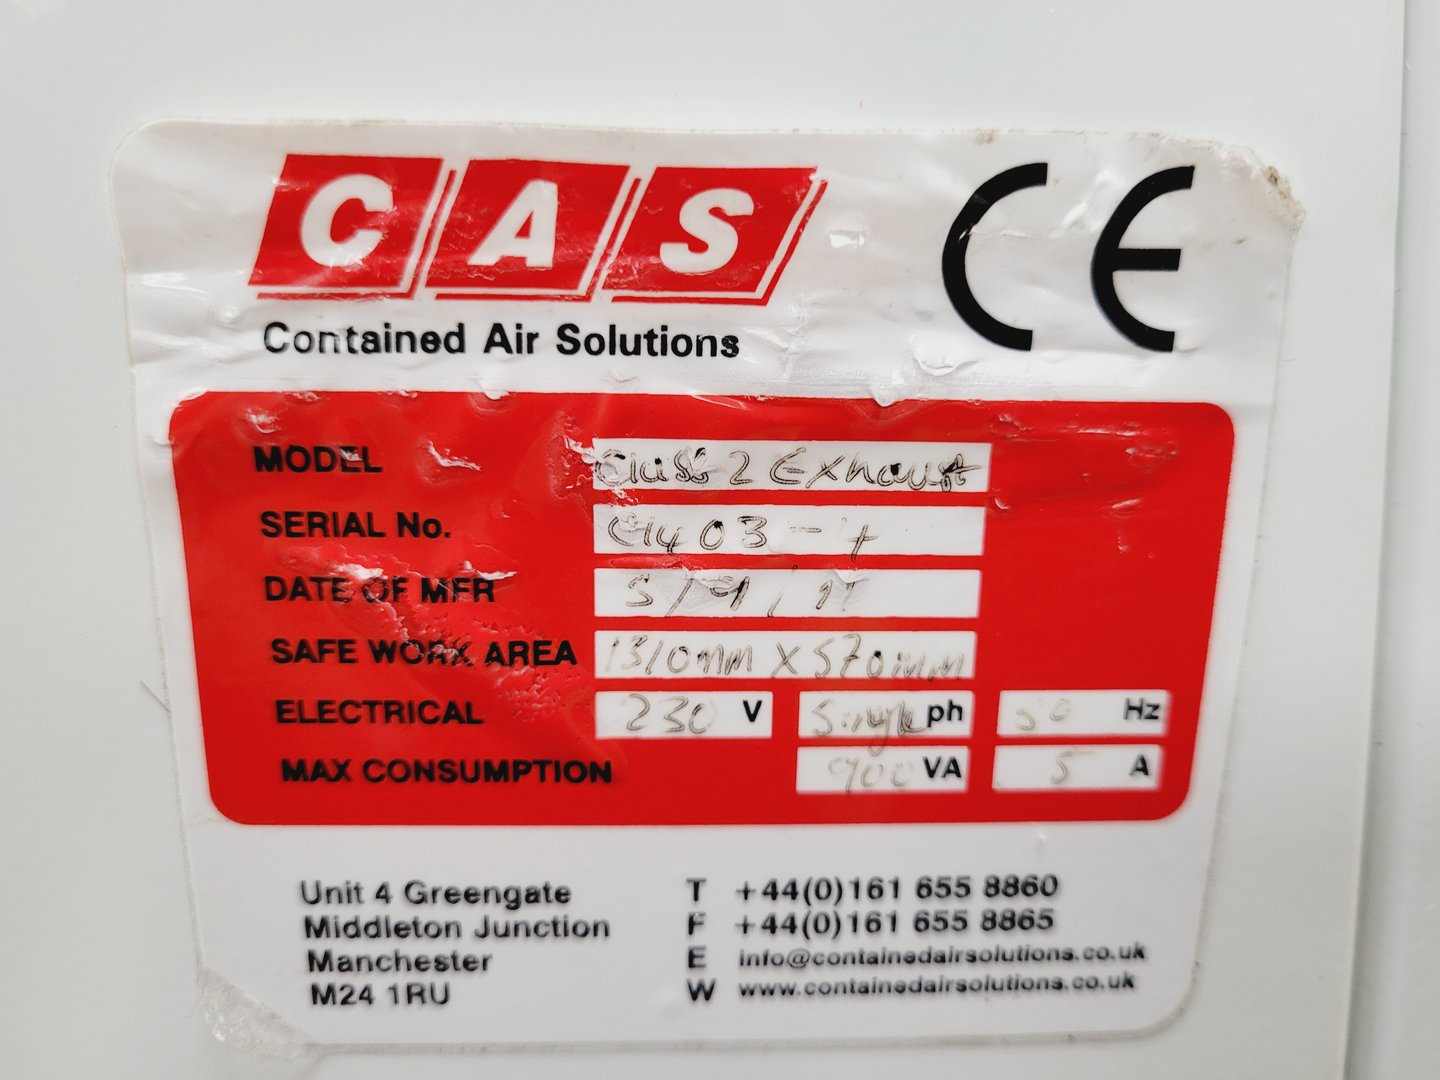 CAS
CE
Contained Air Solutions
MODEL Class 2 Exhaust
SERIAL No. C1403-4
DATE OF MFR
SAFE WORK AREA 1310mm X 570mm
ELECTRICAL 230 V Single ph 50 Hz
MAX CONSUMPTION 900 VA 5 A
Unit 4 Greengate
Middleton Junction
Manchester
M24 1RU
T +44(0)161 655 8860
F +44(0)161 655 8865
E info@containedairsolutions.co.uk
W www.containedairsolutions.co.uk